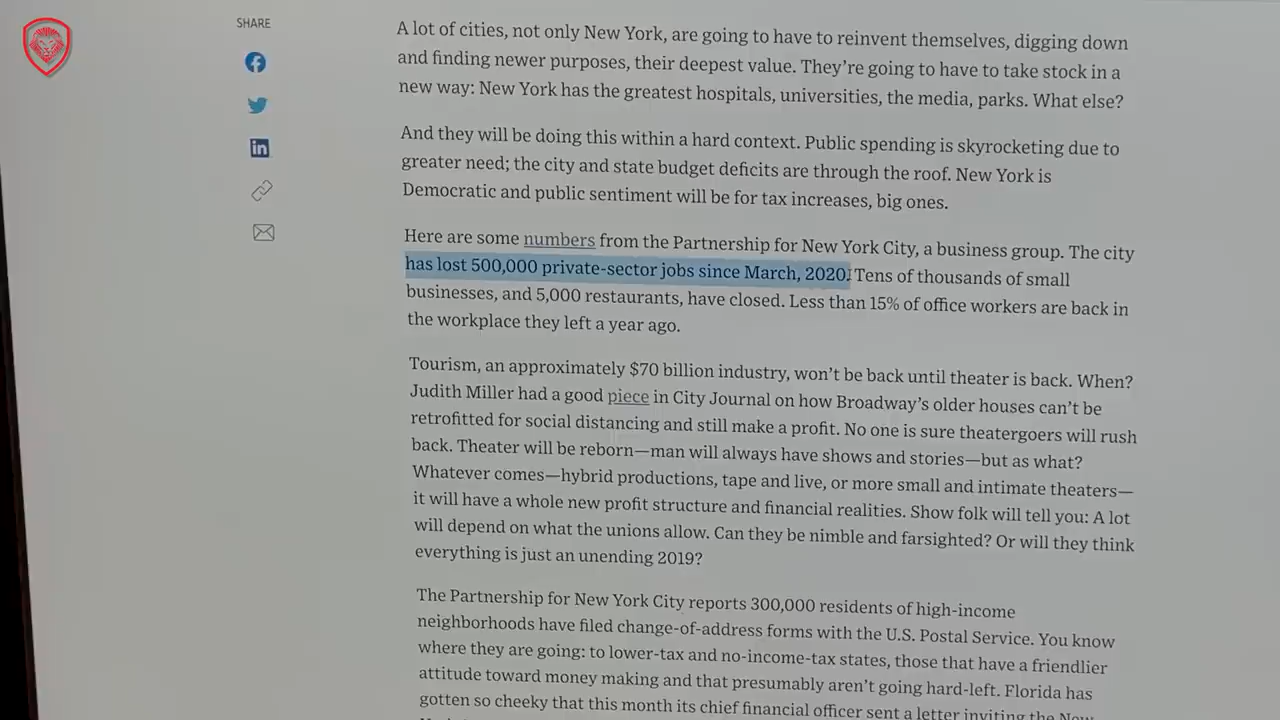 SHARE
A lot of cities, not only New York, are going to have to reinvent themselves, digging down
and finding newer purposes, their deepest value. They're going to have to take stock in a
new way: New York has the greatest hospitals, universities, the media, parks. What else?
And they will be doing this within a hard context. Public spending is skyrocketing due to
greater need; the city and state budget deficits are through the roof. New York is
Democratic and public sentiment will be for tax increases, big ones.
Here are some numbers from the Partnership for New York City, a business group. The city
has lost 500,000 private-sector jobs since March, 2020. Tens of thousands of small
businesses, and 5,000 restaurants, have closed. Less than 15% of office workers are back in
the workplace they left a year ago.
Tourism, an approximately $70 billion industry, won't be back until theater is back. When?
Judith Miller had a good piece in City Journal on how Broadway's older houses can't be
retrofitted for social distancing and still make a profit. No one is sure theatergoers will rush
back. Theater will be reborn—man will always have shows and stories—but as what?
Whatever comes—hybrid productions, tape and live, or more small and intimate theaters—
it will have a whole new profit structure and financial realities. Show folk will tell you: A lot
will depend on what the unions allow. Can they be nimble and farsighted? Or will they think
everything is just an unending 2019?
The Partnership for New York City reports 300,000 residents of high-income
neighborhoods have filed change-of-address forms with the U.S. Postal Service. You know
where they are going: to lower-tax and no-income-tax states, those that have a friendlier
attitude toward money making and that presumably aren't going hard-left. Florida has
gotten so cheeky that this month its chief financial officer sent a letter inviting the New